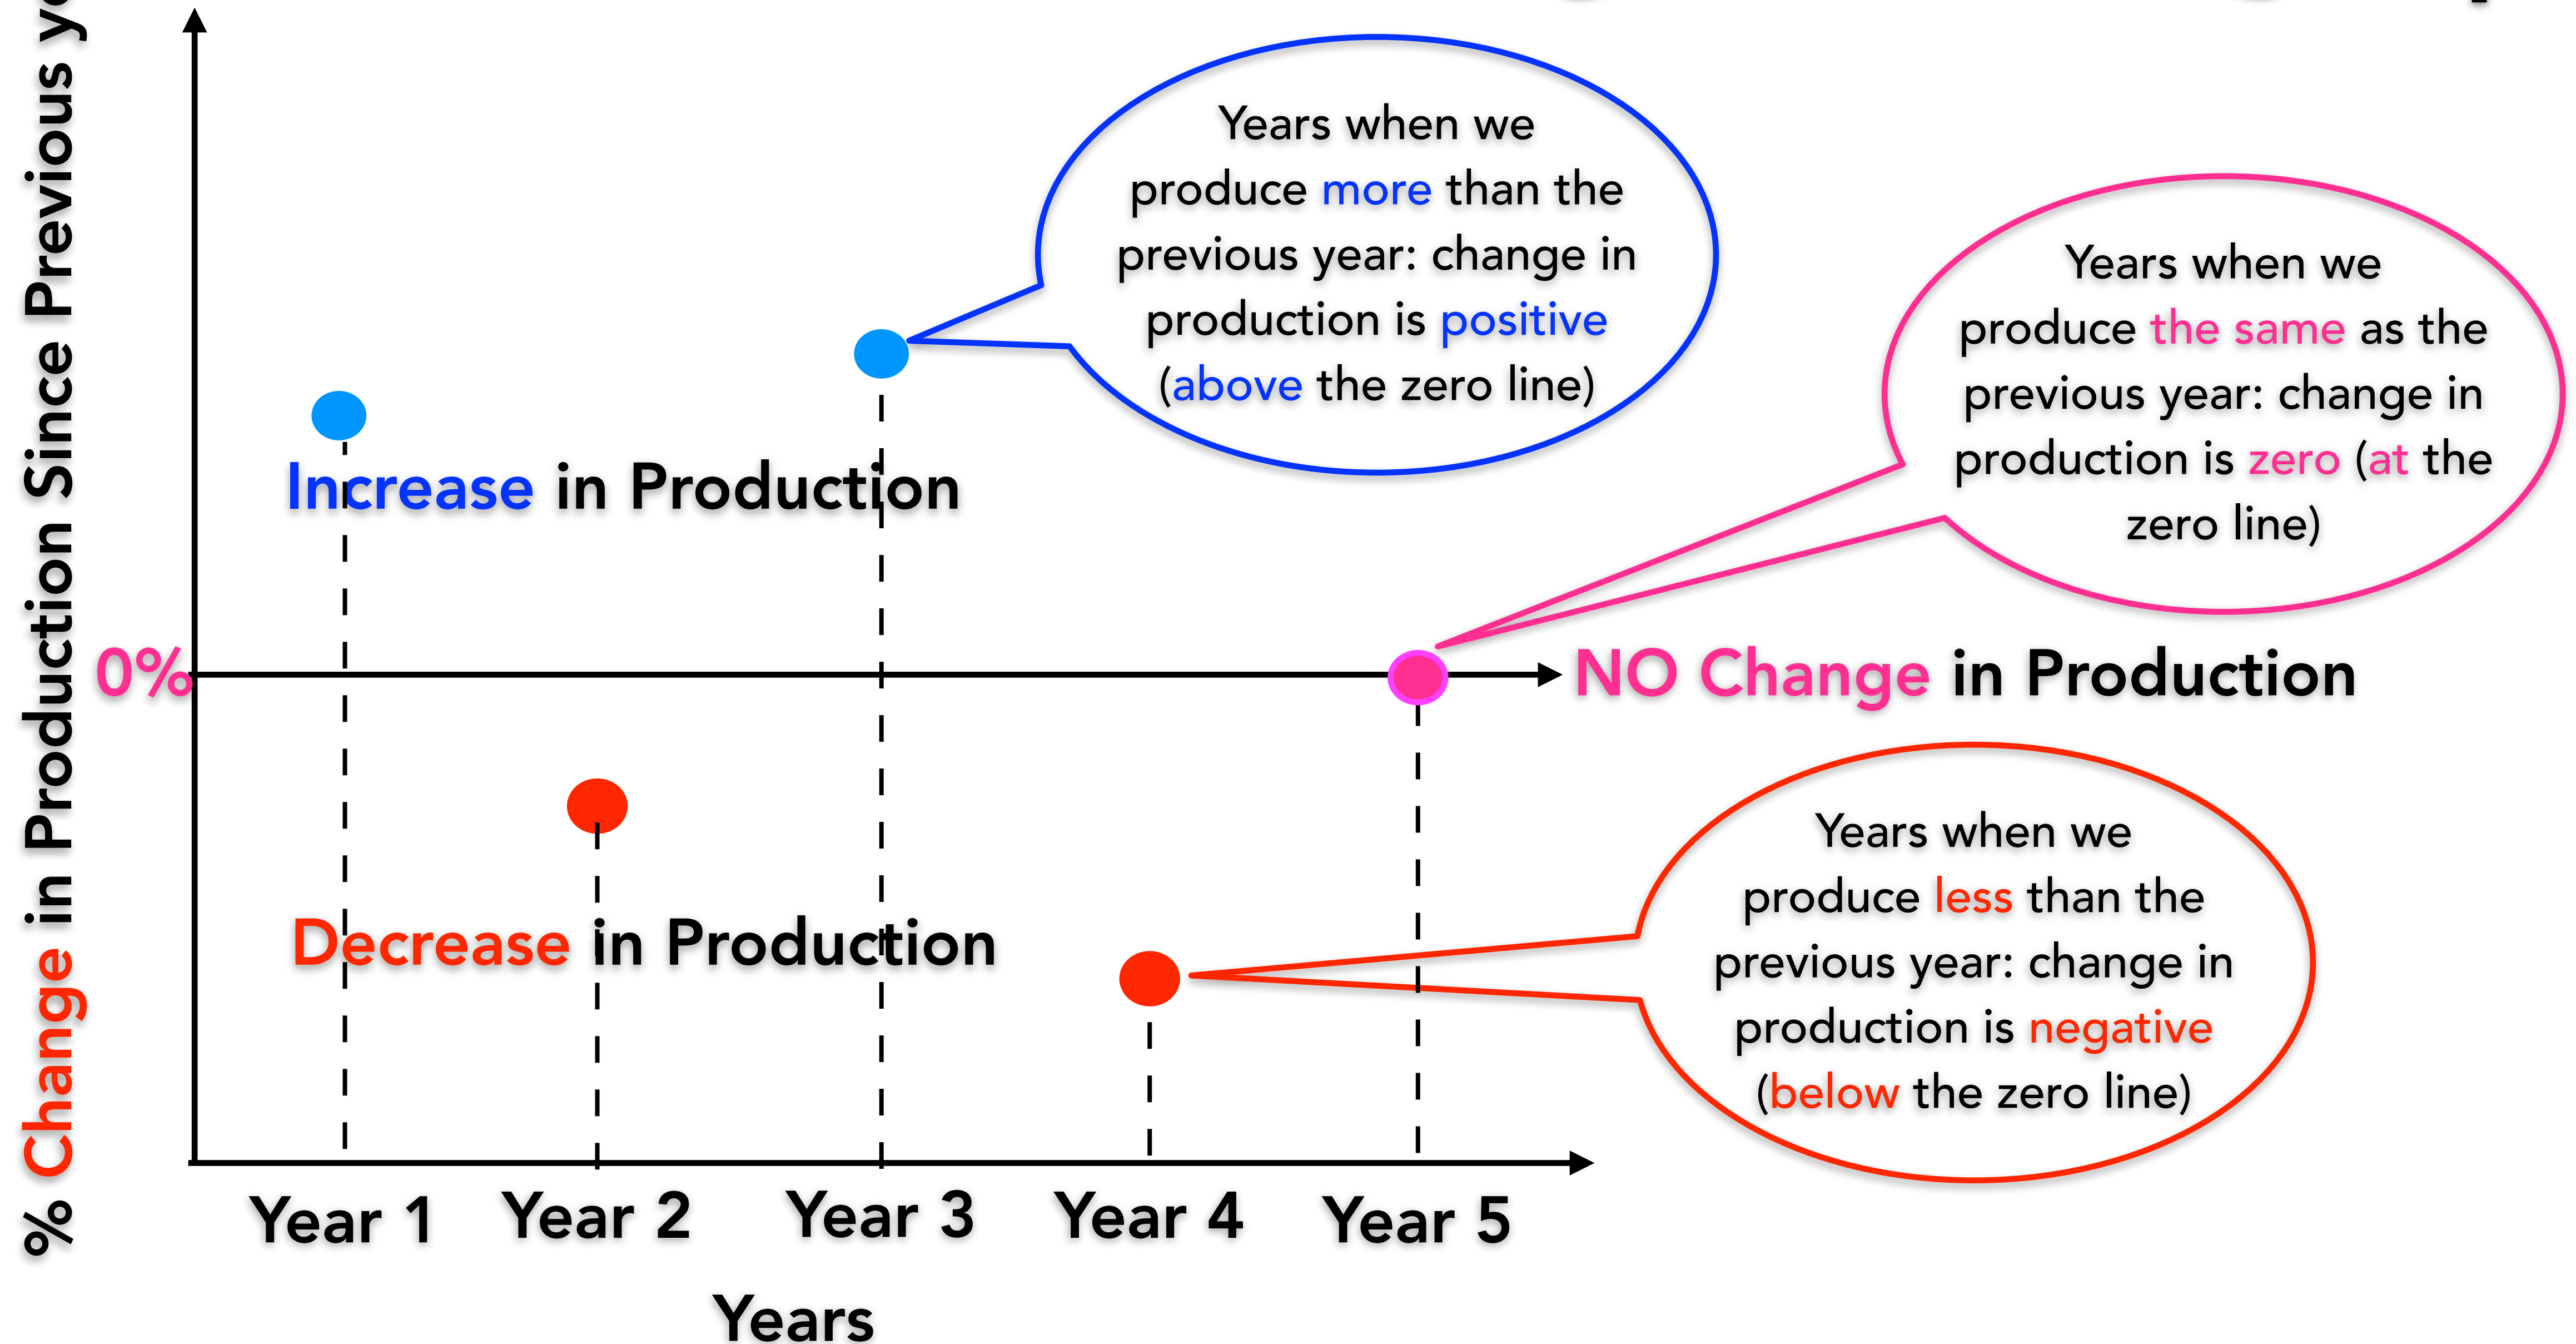 % Change in Production Since Previous
Years when we
produce more than the
previous year: change in
production is positive
(above the zero line)
Years when we
produce the same as the
previous year: change in
production is zero (at the
zero line)
Increase in Production
0%
NO Change in Production
Years when we
produce less than the
previous year: change in
production is negative
(below the zero line)
Decrease in Production
Year 1
Year 2
Year 3
Year 4
Year 5
Years